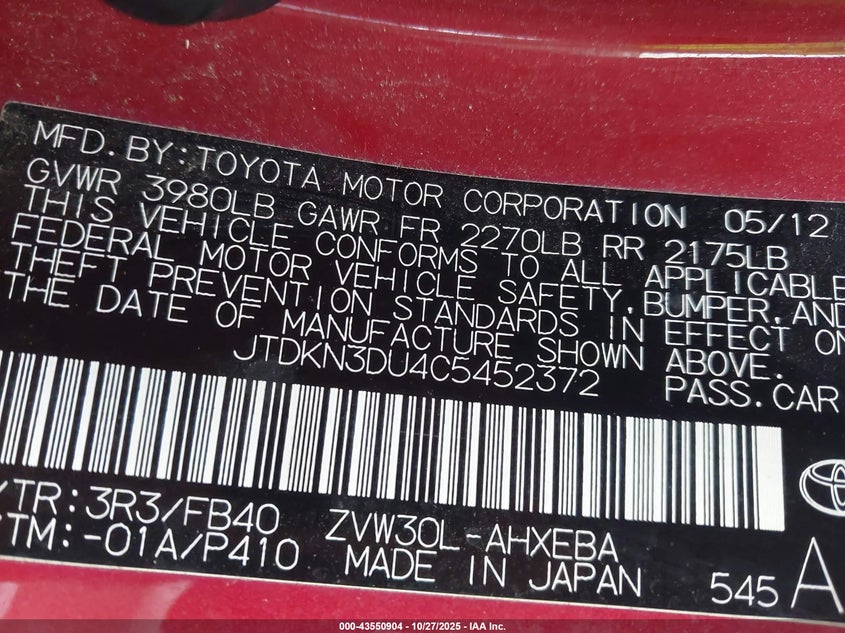 MFD. BY: TOYOTA MOTOR CORPORATION 05/12
GVWR 3980LB GAWR FR 2270LB RR 2175LB
THIS VEHICLE CONFORMS TO ALL APPLICABLE
FEDERAL MOTOR VEHICLE SAFETY, BUMPER, AND
THEFT PREVENTION STANDARDS IN EFFECT ON
THE DATE OF MANUFACTURE SHOWN ABOVE.
JTDKN3DU4C5452372 PASS. CAR
/TR: 3R3/FB40 ZVW30L-AHXEBA
TM: -01A/P410 MADE IN JAPAN 545 A
000-43550904 | 10/27/2025 | IAA Inc.